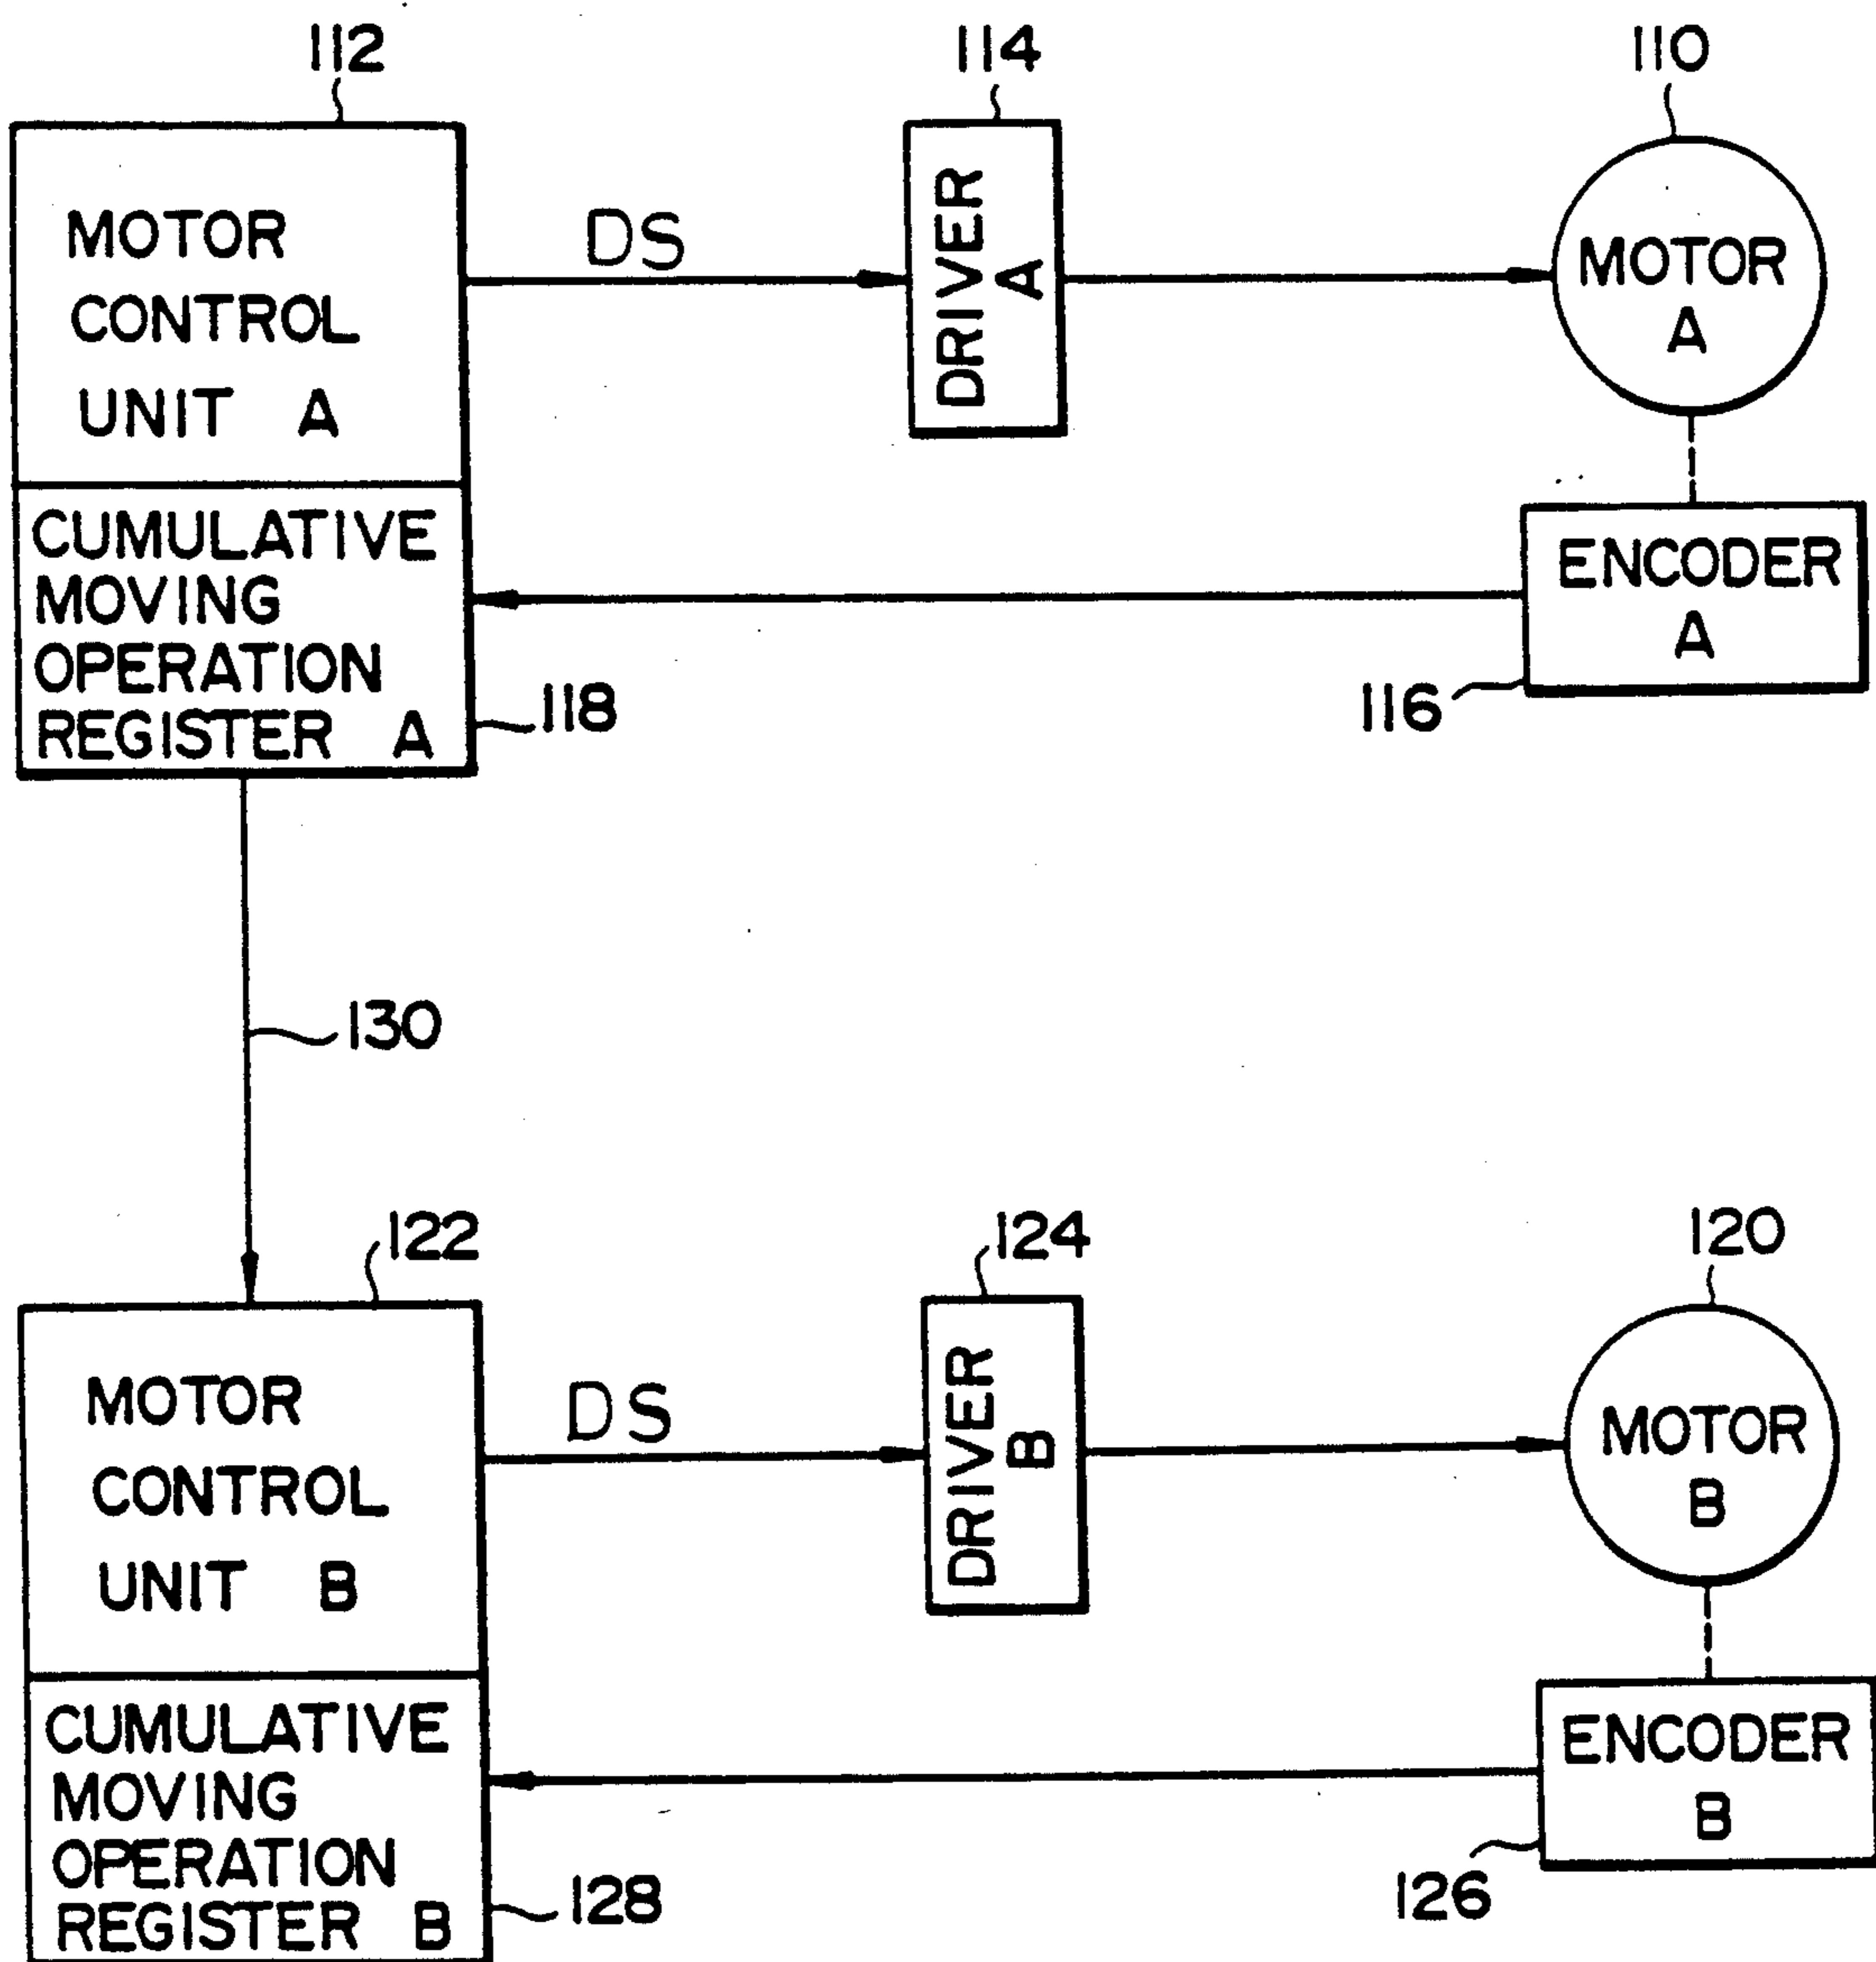 112
114
110
MOTOR
CONTROL
UNIT A
DS
DRIVER
A
MOTOR
A
CUMULATIVE
MOVING
OPERATION
REGISTER A
118
ENCODER
A
116
130
122
124
120
MOTOR
CONTROL
UNIT B
DS
DRIVER
B
MOTOR
B
CUMULATIVE
MOVING
OPERATION
REGISTER B
128
ENCODER
B
126